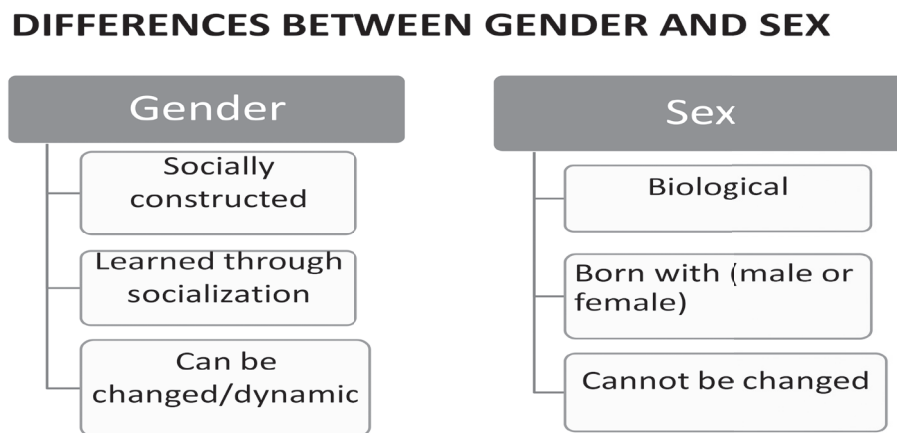 DIFFERENCES BETWEEN GENDER AND SEX
Gender
Socially
constructed
Learned through
socialization
Can be
changed/dynamic
Sex
Biological
Born with (male or
female)
Cannot be changed